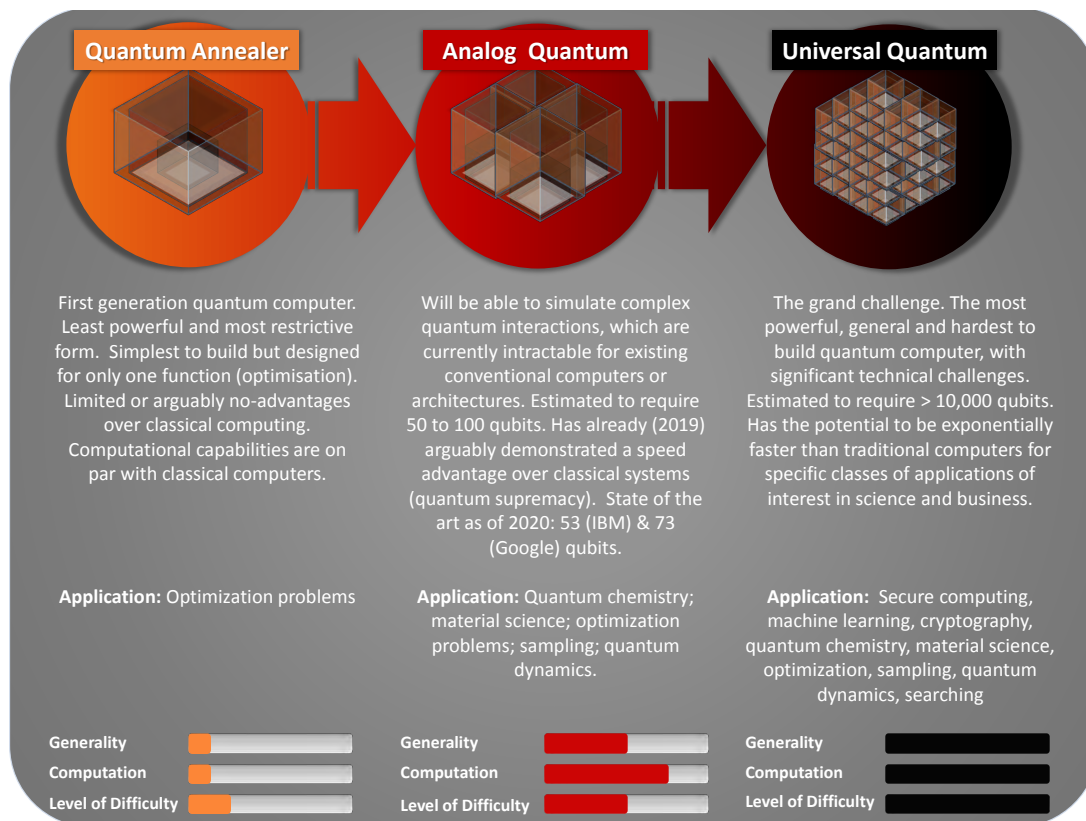 Quantum Annealer
First generation quantum computer.
Least powerful and most restrictive
form. Simplest to build but designed
for only one function (optimisation).
Limited or arguably no-advantages
over classical computing.
Computational capabilities are on
par with classical computers.
Application: Optimization problems
Generality
Computation
Level of Difficulty
Analog Quantum
Will be able to simulate complex
quantum interactions, which are
currently intractable for existing
conventional computers or
architectures. Estimated to require
50 to 100 qubits. Has already (2019)
arguably demonstrated a speed
advantage over classical systems
(quantum supremacy). State of the
art as of 2020: 53 (IBM) & 73
(Google) qubits.
Application: Quantum chemistry;
material science; optimization
problems; sampling; quantum
dynamics.
Generality
Computation
Level of Difficulty
Universal Quantum
The grand challenge. The most
powerful, general and hardest to
build quantum computer, with
significant technical challenges.
Estimated to require > 10,000 qubits.
Has the potential to be exponentially
faster than traditional computers for
specific classes of applications of
interest in science and business.
Application: Secure computing,
machine learning, cryptography,
quantum chemistry, material science,
optimization, sampling, quantum
dynamics, searching
Generality
Computation
Level of Difficulty